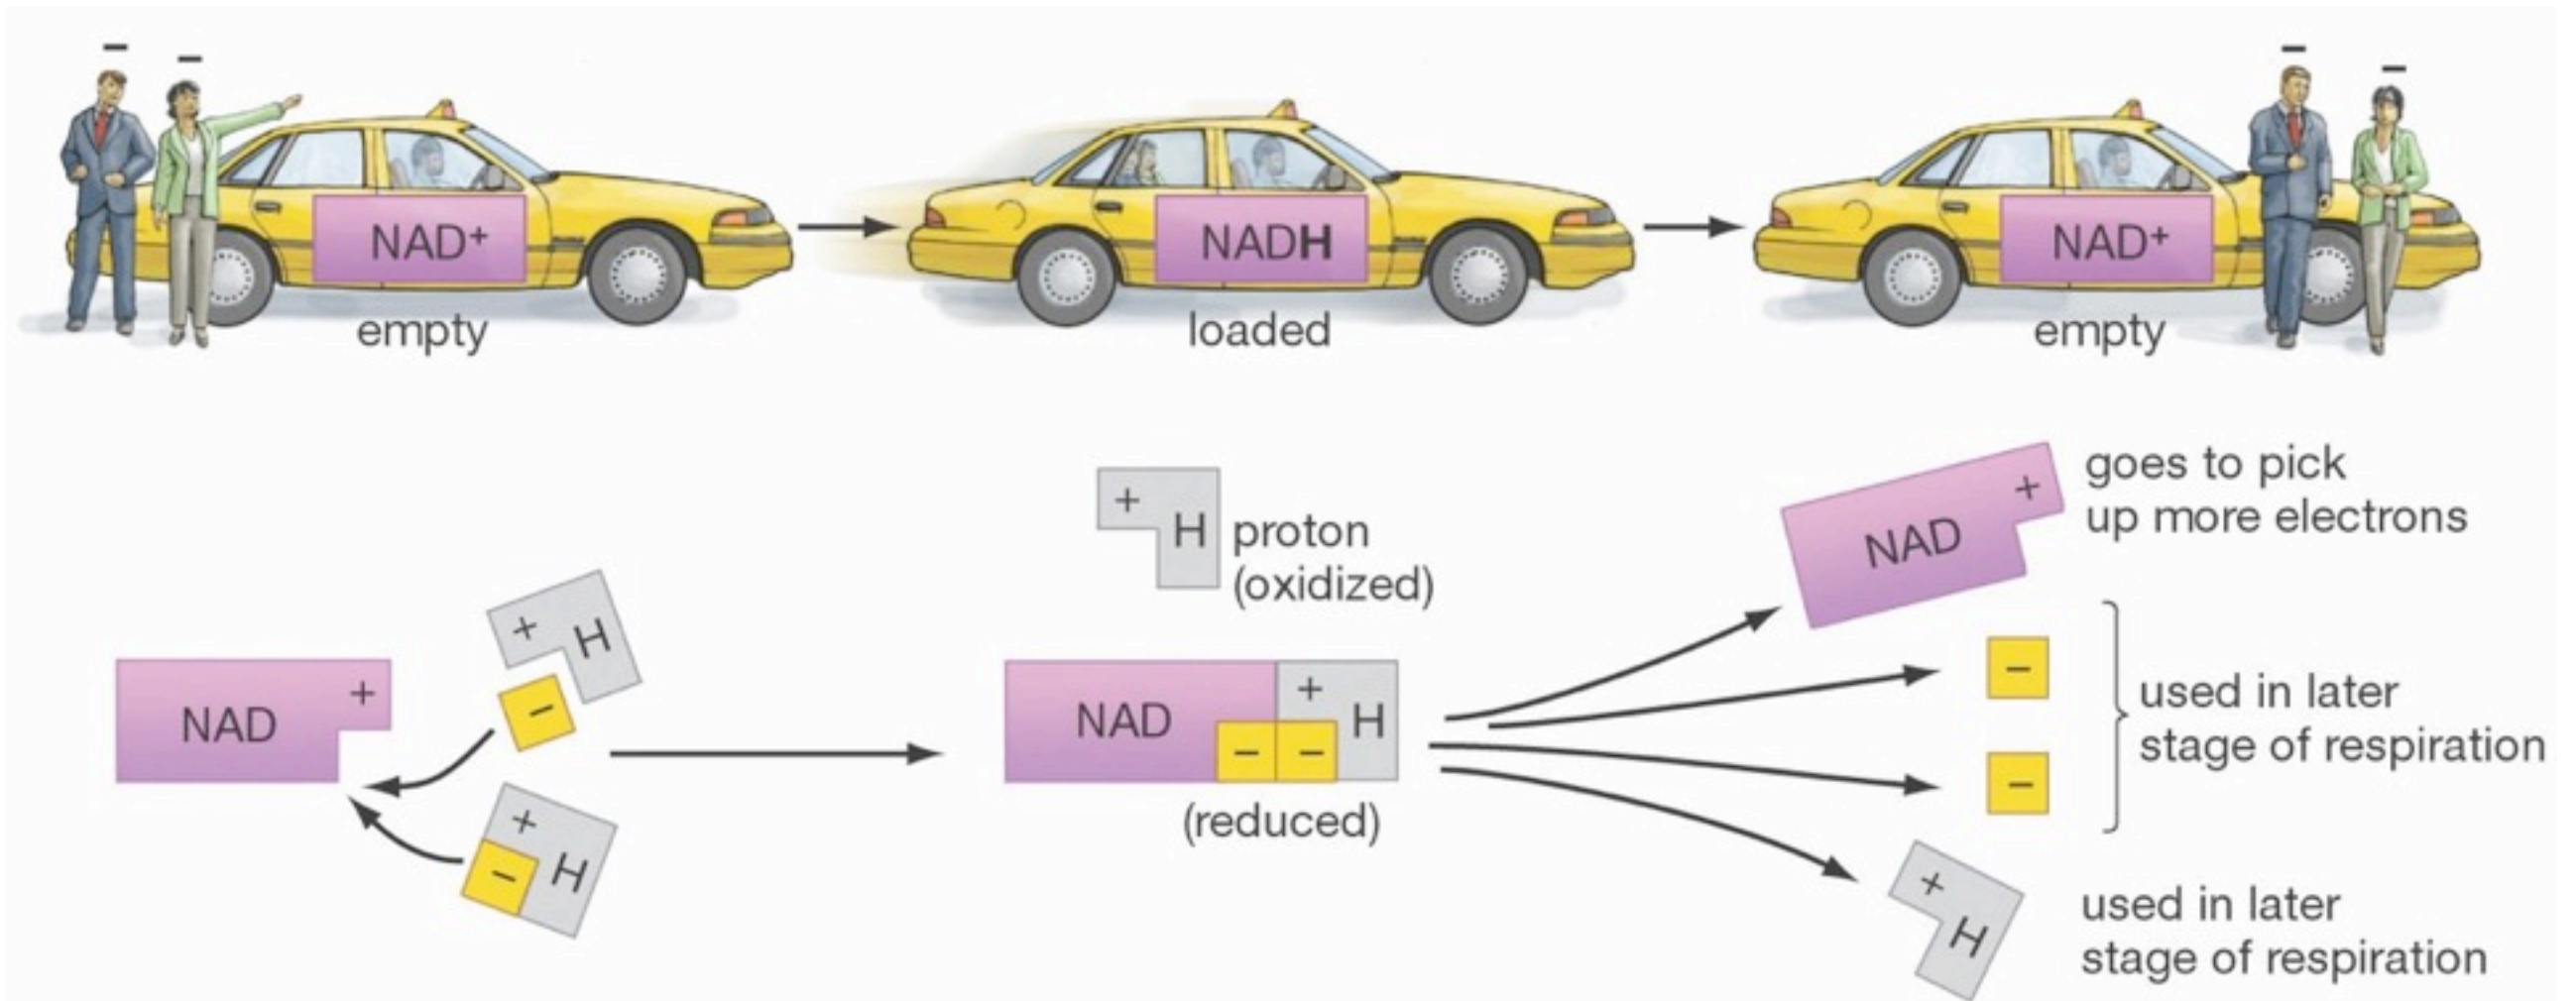 − −
NAD+
empty
NADH
loaded
− −
NAD+
empty
+
H
NAD
+
−
+
−
H
+
H
proton
(oxidized)
NAD
+
H
− −
(reduced)
NAD
+
goes to pick
up more electrons
−
−
used in later
stage of respiration
+
H
used in later
stage of respiration